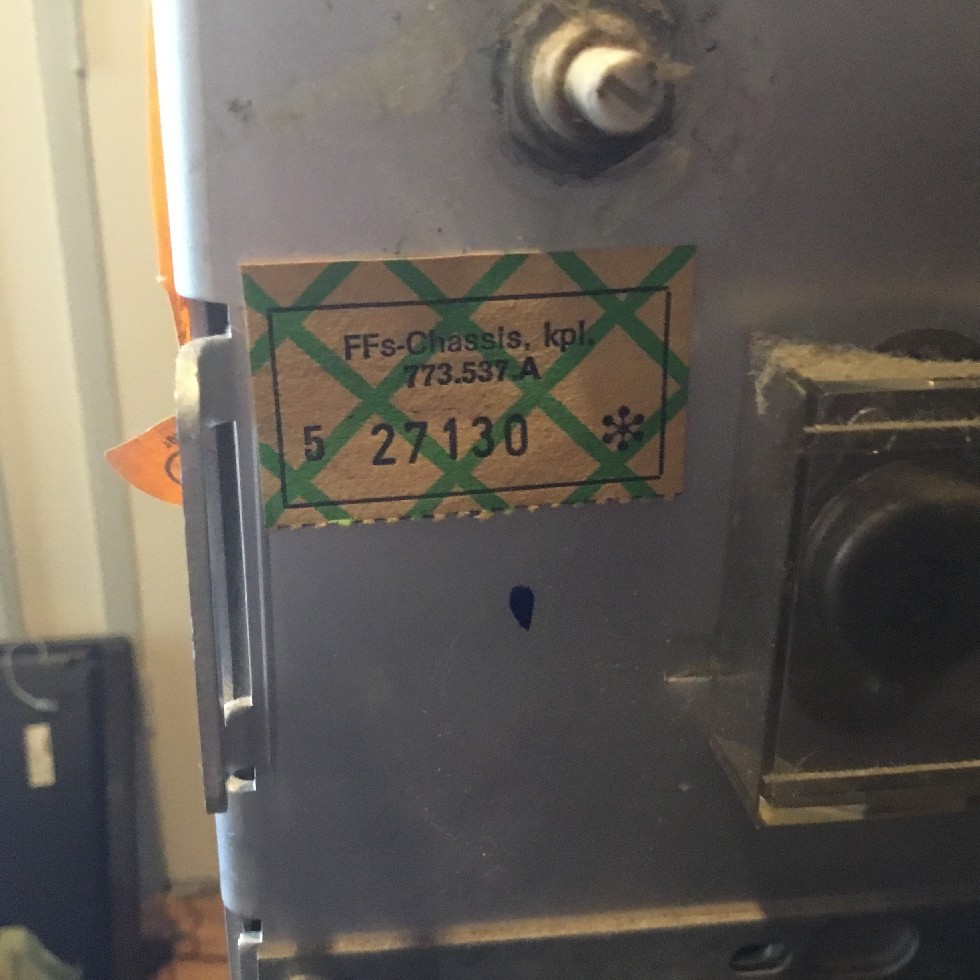 FFs-Chassis, kpl.
773.537.A
5 27130